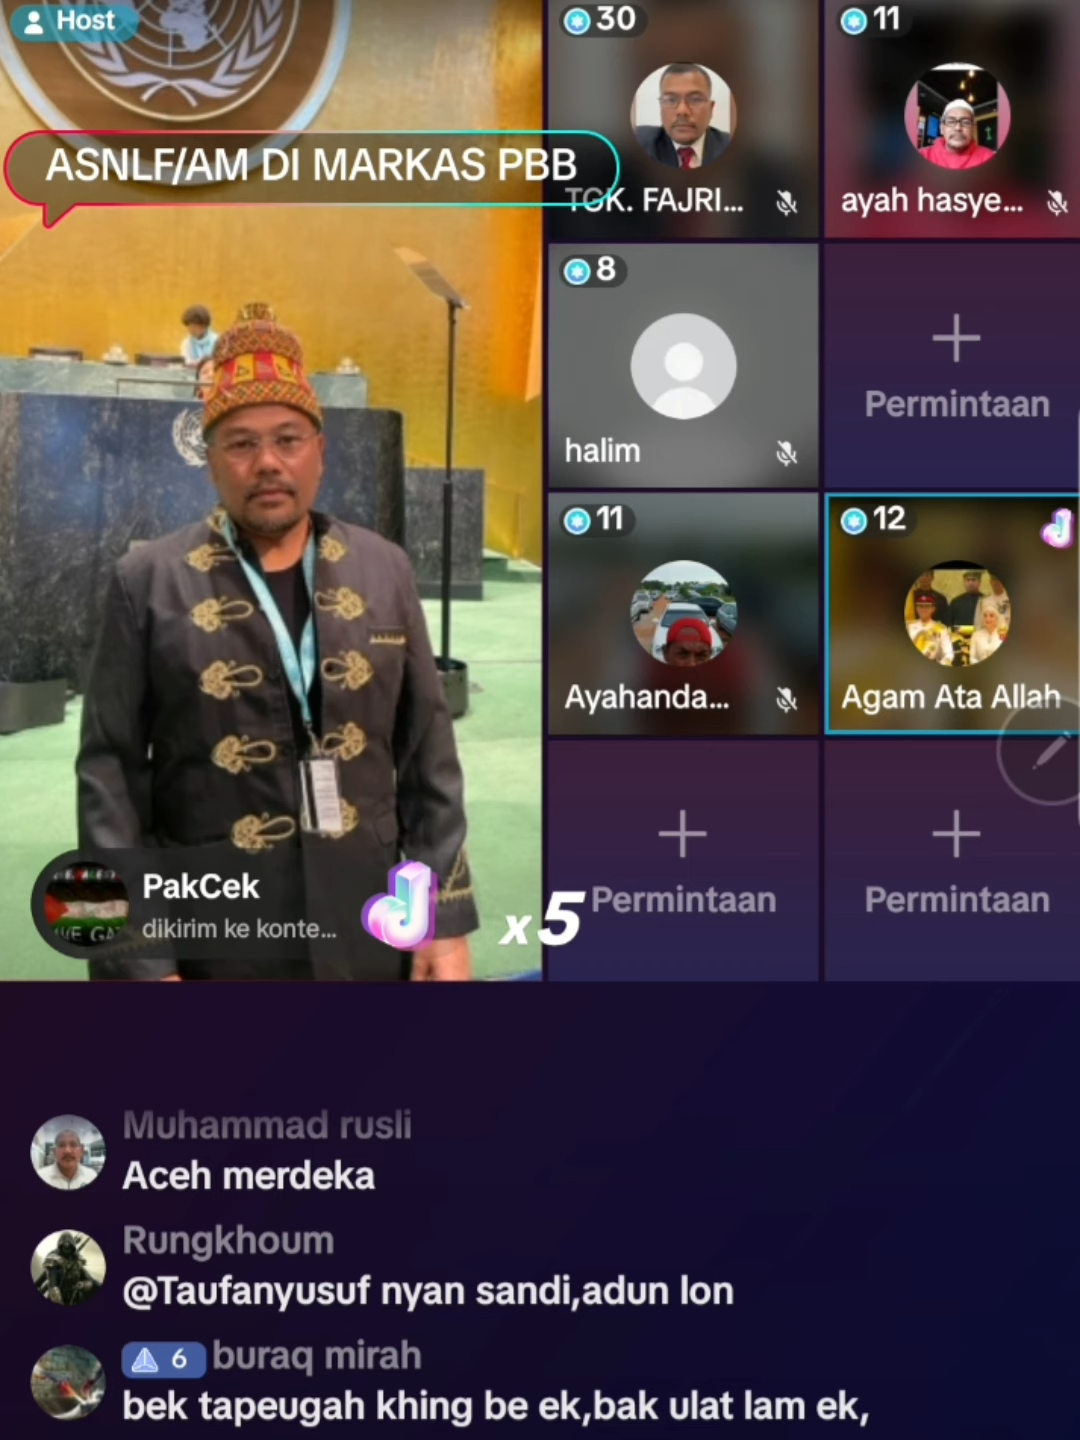 Host
ASNLF/AM DI MARKAS PBB
30
TGK. FAJRI...
11
ayah hasye...
8
halim
Permintaan
11
Ayahanda...
12
Agam Ata Allah
PakCek
dikirim ke konte...
x5
Permintaan
Permintaan
Muhammad rusli
Aceh merdeka
Rungkhoum
@Taufanyusuf nyan sandi,adun lon
6 buraq mirah
bek tapeugah khing be ek,bak ulat lam ek,